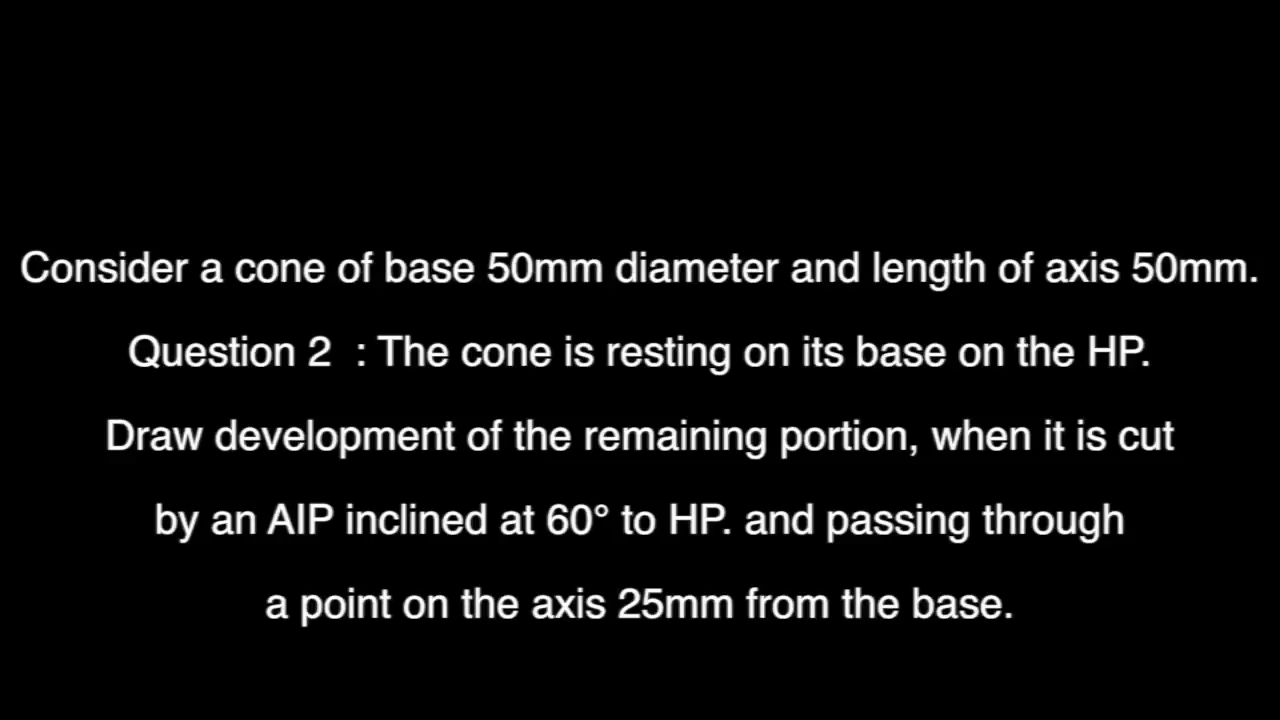 Consider a cone of base 50mm diameter and length of axis 50mm.
Question 2  : The cone is resting on its base on the HP.
Draw development of the remaining portion, when it is cut
by an AIP inclined at 60° to HP. and passing through
a point on the axis 25mm from the base.